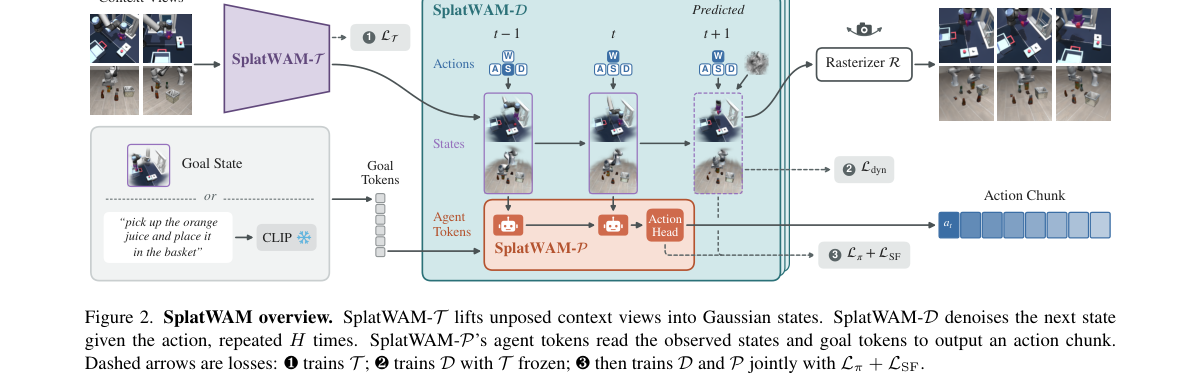 Context Views
SplatWAM-𝒯
❶ ℒ𝒯
SplatWAM-𝒟
Predicted
t − 1
t
t + 1
Actions
W
A S D
W
A S D
W
A S D
States
Rasterizer ℛ
Goal State
or
“pick up the orange
juice and place it
in the basket”
CLIP
Goal
Tokens
Agent
Tokens
Action
Head
SplatWAM-𝒫
❷ ℒdyn
❸ ℒπ + ℒSF
Action Chunk
at
Figure 2. SplatWAM overview. SplatWAM-𝒯 lifts unposed context views into Gaussian states. SplatWAM-𝒟 denoises the next state
given the action, repeated H times. SplatWAM-𝒫’s agent tokens read the observed states and goal tokens to output an action chunk.
Dashed arrows are losses: ❶ trains 𝒯; ❷ trains 𝒟 with 𝒯 frozen; ❸ then trains 𝒟 and 𝒫 jointly with ℒπ + ℒSF.